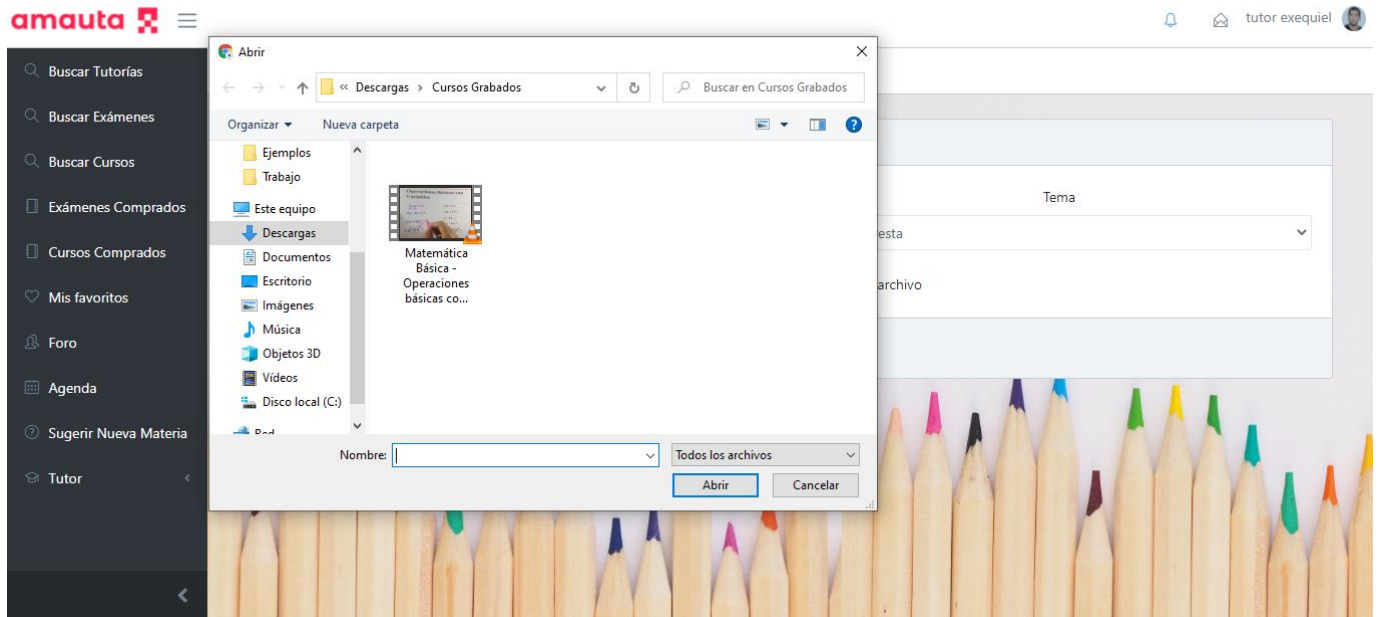 amauta
tutor exequiel
Buscar Tutorías
Buscar Exámenes
Buscar Cursos
Exámenes Comprados
Cursos Comprados
Mis favoritos
Foro
Agenda
Sugerir Nueva Materia
Tutor
Abrir
« Descargas › Cursos Grabados
Buscar en Cursos Grabados
Organizar
Nueva carpeta
Ejemplos
Trabajo
Este equipo
Descargas
Documentos
Escritorio
Imágenes
Música
Objetos 3D
Vídeos
Disco local (C:)
Red
Matemática
Básica -
Operaciones
básicas co...
Nombre:
Todos los archivos
Abrir
Cancelar
Tema
esta
archivo